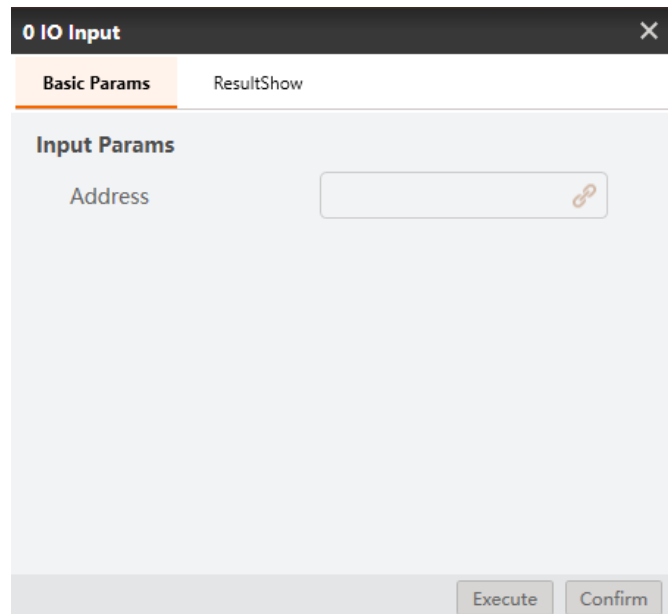 0 IO Input
Basic Params ResultShow
Input Params
Address
Execute Confirm